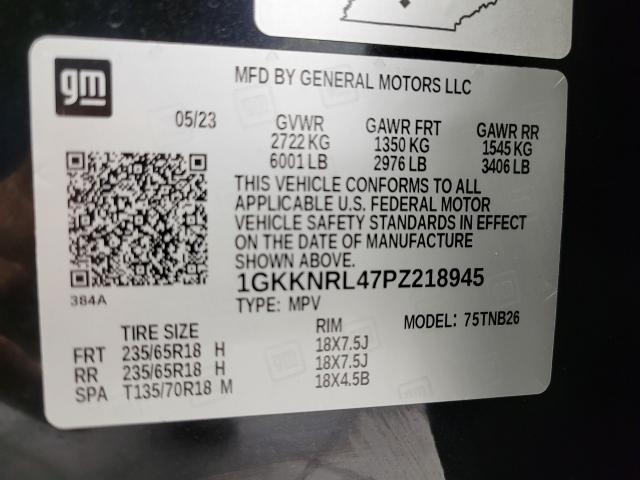 gm
MFD BY GENERAL MOTORS LLC
05/23 GVWR GAWR FRT GAWR RR
2722 KG 1350 KG 1545 KG
6001 LB 2976 LB 3406 LB
THIS VEHICLE CONFORMS TO ALL
APPLICABLE U.S. FEDERAL MOTOR
VEHICLE SAFETY STANDARDS IN EFFECT
ON THE DATE OF MANUFACTURE
SHOWN ABOVE.
384A
1GKKNRL47PZ218945
TYPE: MPV MODEL: 75TNB26
TIRE SIZE RIM
FRT 235/65R18 H 18X7.5J
RR 235/65R18 H 18X7.5J
SPA T135/70R18 M 18X4.5B